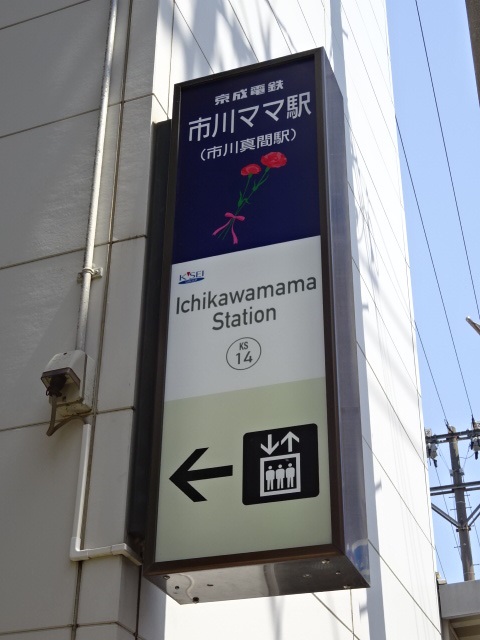 京成電鉄
市川ママ駅
(市川真間駅)
KSEI
Ichikawamama
Station
KS
14